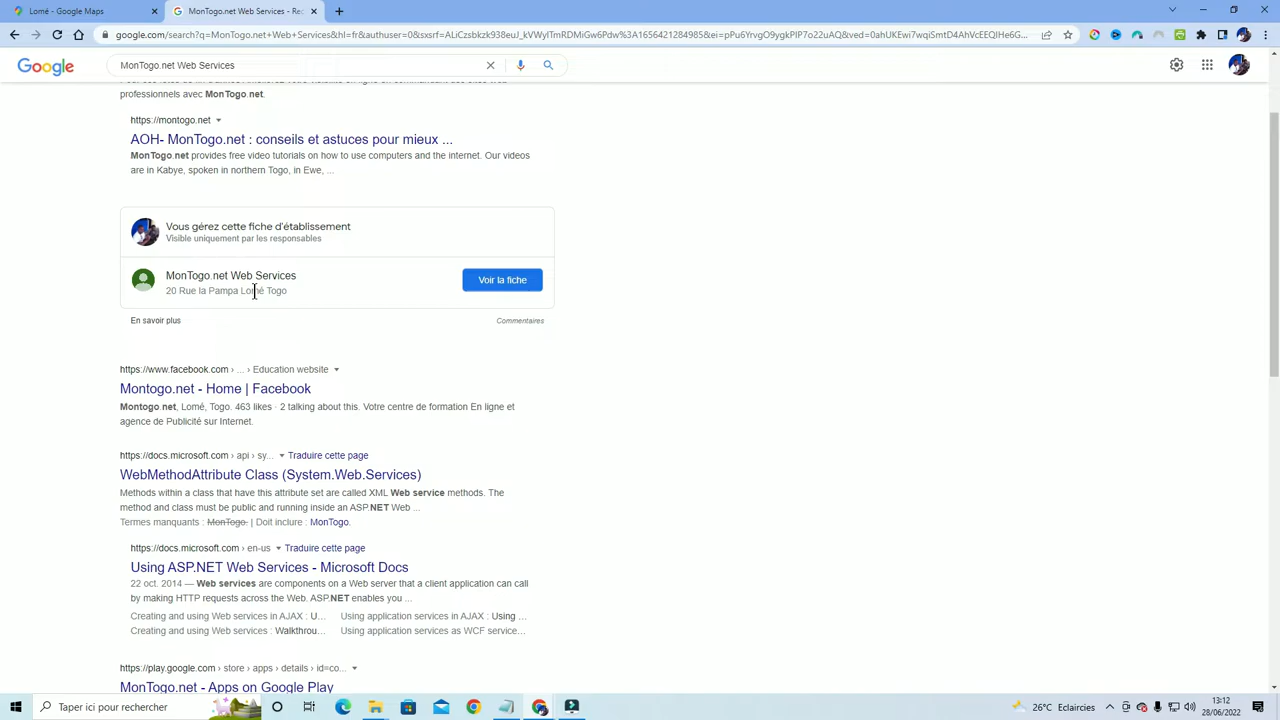 Lomé - Google Maps
MonTogo.net Web Services
google.com/search?q=MonTogo.net+Web+Services&hl=fr&authuser=0&sxsrf=
Google
MonTogo.net Web Services
professionals avec MonTogo.net.
https://montogo.net
AOH- MonTogo.net : conseils et astuces pour mieux ...
MonTogo.net provides free video tutorials on how to use computers and the internet. Our videos
are in Kabye, spoken in northern Togo, in Ewe, ...
Vous gérez cette fiche d'établissement
Visible uniquement par les responsables
MonTogo.net Web Services
20 Rue la Pampa Lomé Togo
Voir la fiche
En savoir plus
Commentaires
https://www.facebook.com › ... › Education website
Montogo.net - Home | Facebook
Montogo.net, Lomé, Togo. 463 likes · 2 talking about this. Votre centre de formation En ligne et
agence de Publicité sur Internet.
https://docs.microsoft.com › api › sy... Traduire cette page
WebMethodAttribute Class (System.Web.Services)
Methods within a class that have this attribute set are called XML Web service methods. The
method and class must be public and running inside an ASP.NET Web ...
Termes manquants : MonTogo. | Doit inclure : MonTogo.
https://docs.microsoft.com › en-us Traduire cette page
Using ASP.NET Web Services - Microsoft Docs
22 oct. 2014 — Web services are components on a Web server that a client application can call
by making HTTP requests across the Web. ASP.NET enables you ...
Creating and using Web services in AJAX : U... Using application services in AJAX : Using ...
Creating and using Web services : Walkthrou... Using application services as WCF service...
https://play.google.com › store › apps › details › id=co...
MonTogo.net - Apps on Google Play
Taper ici pour rechercher
26°C Eclaircies
13:12
28/06/2022